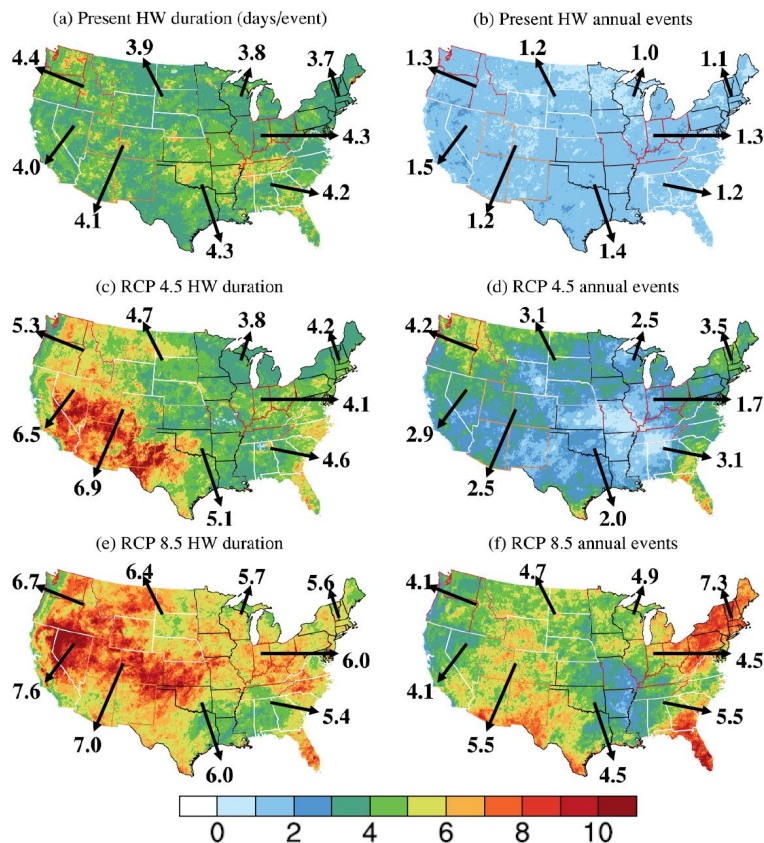 (a) Present HW duration (days/event)
(b) Present HW annual events
4.4 3.9 3.8 3.7
1.3 1.2 1.0 1.1
4.0 4.1 4.3 4.2 4.3
1.5 1.2 1.4 1.2 1.3
(c) RCP 4.5 HW duration
(d) RCP 4.5 annual events
5.3 4.7 3.8 4.2
4.2 3.1 2.5 3.5
6.5 6.9 5.1 4.6 4.1
2.9 2.5 2.0 3.1 1.7
(e) RCP 8.5 HW duration
(f) RCP 8.5 annual events
6.7 6.4 5.7 5.6
4.1 4.7 4.9 7.3
7.6 7.0 6.0 5.4 6.0
4.1 5.5 4.5 5.5 4.5
0 2 4 6 8 10